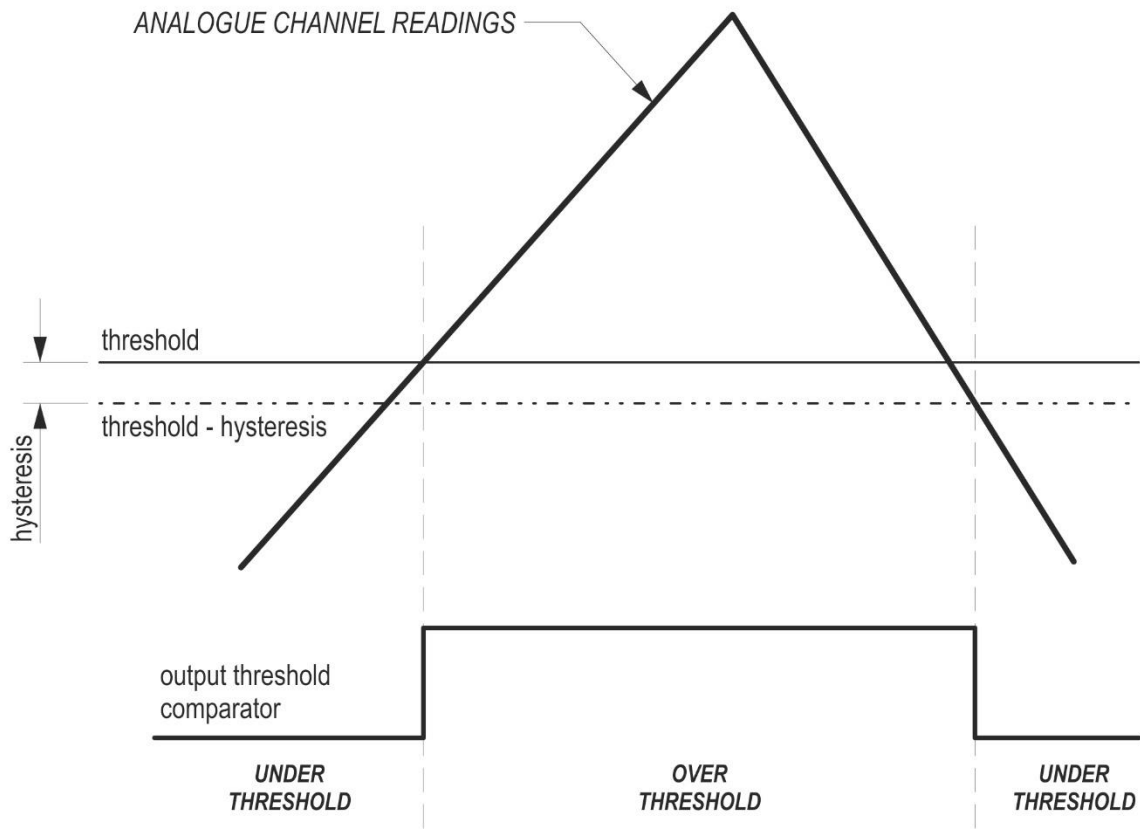 ANALOGUE CHANNEL READINGS
threshold
threshold - hysteresis
hysteresis
output threshold
comparator
UNDER
THRESHOLD
OVER
THRESHOLD
UNDER
THRESHOLD